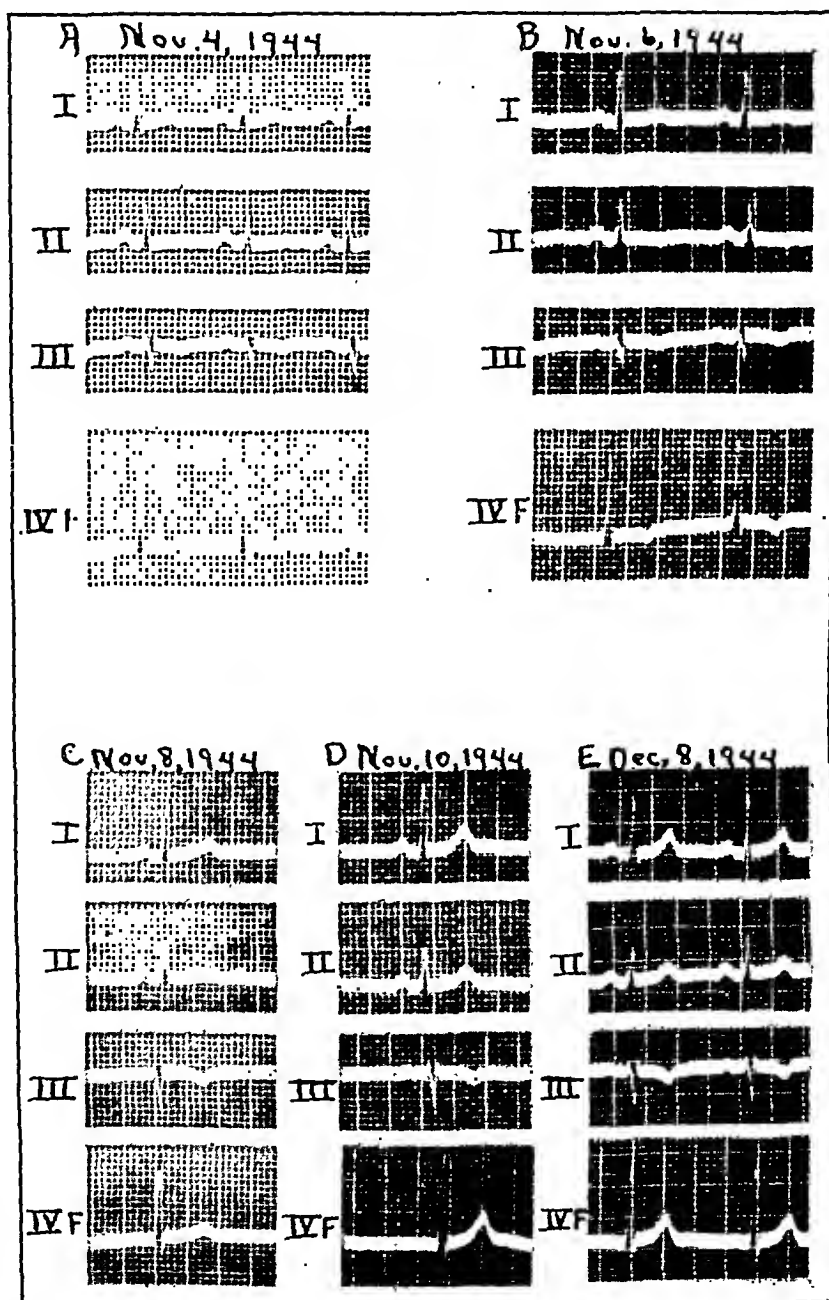 A Nov. 4, 1944
I
II
III
IV F
B Nov. 6, 1944
I
II
III
IV F
C Nov, 8, 1944
I
II
III
IV F
D Nov. 10, 1944
I
II
III
IV F
E Dec, 8, 1944
I
II
III
IV F